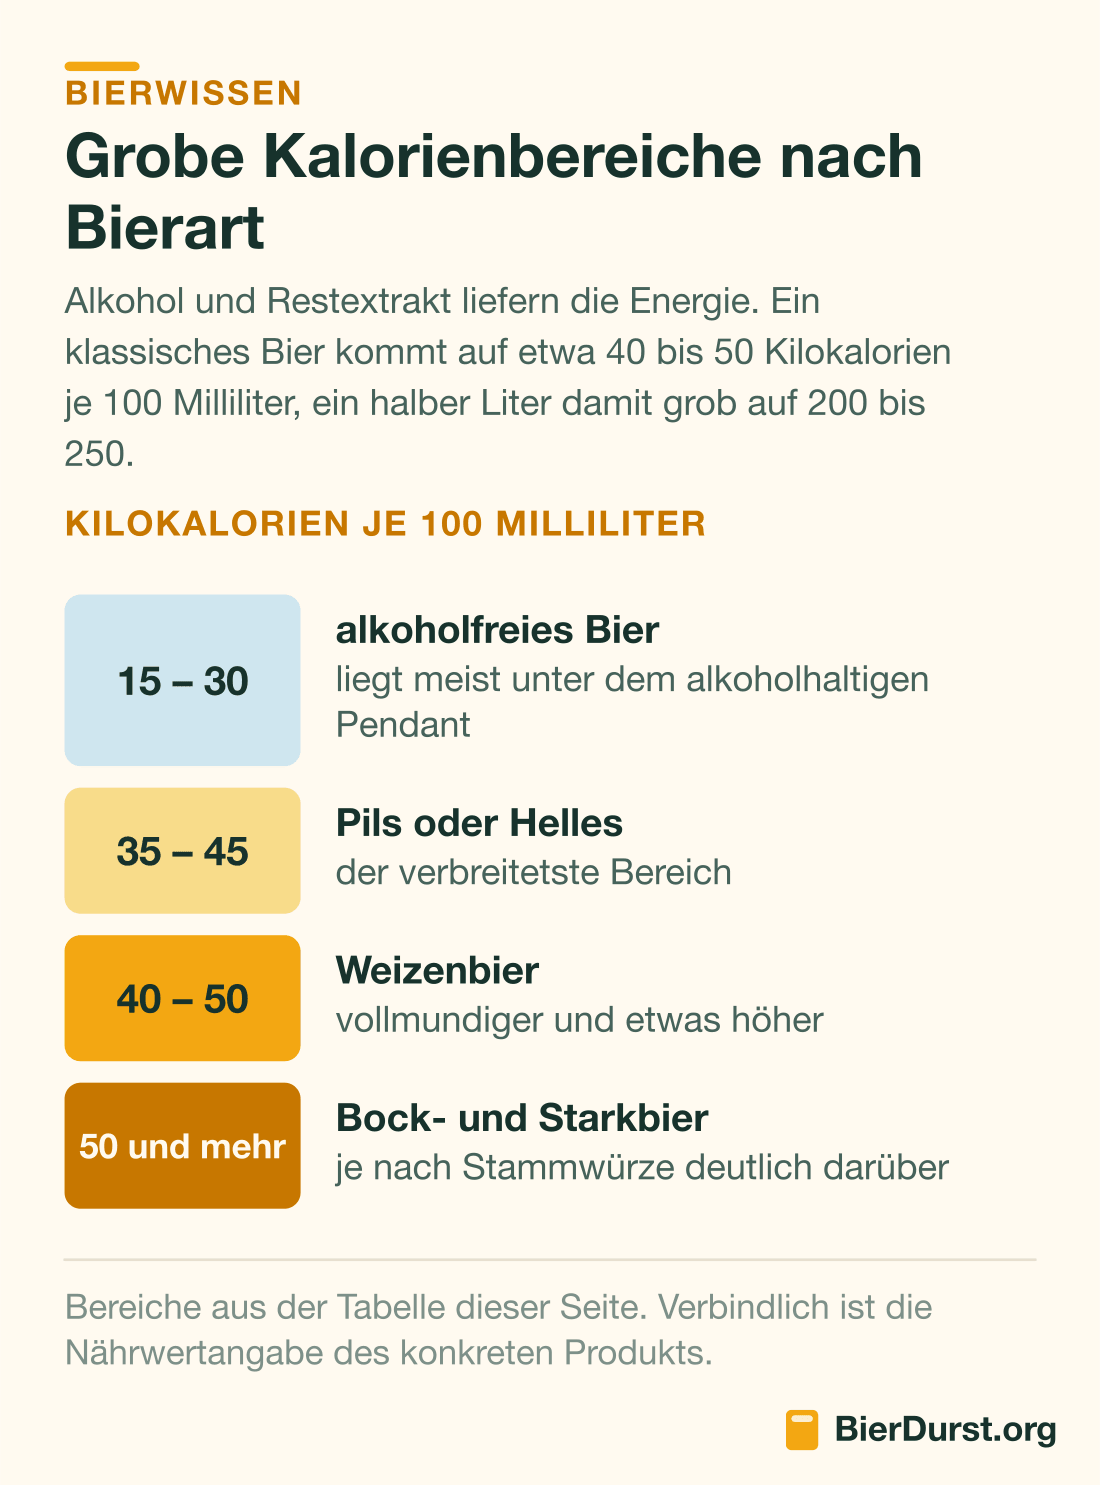 BIERWISSEN
Grobe Kalorienbereiche nach
Bierart
Alkohol und Restextrakt liefern die Energie. Ein
klassisches Bier kommt auf etwa 40 bis 50 Kilokalorien
je 100 Milliliter, ein halber Liter damit grob auf 200 bis
250.
KILOKALORIEN JE 100 MILLILITER
15 – 30
alkoholfreies Bier
liegt meist unter dem alkoholhaltigen
Pendant
35 – 45
Pils oder Helles
der verbreitetste Bereich
40 – 50
Weizenbier
vollmundiger und etwas höher
50 und mehr
Bock- und Starkbier
je nach Stammwürze deutlich darüber
Bereiche aus der Tabelle dieser Seite. Verbindlich ist die
Nährwertangabe des konkreten Produkts.
BierDurst.org